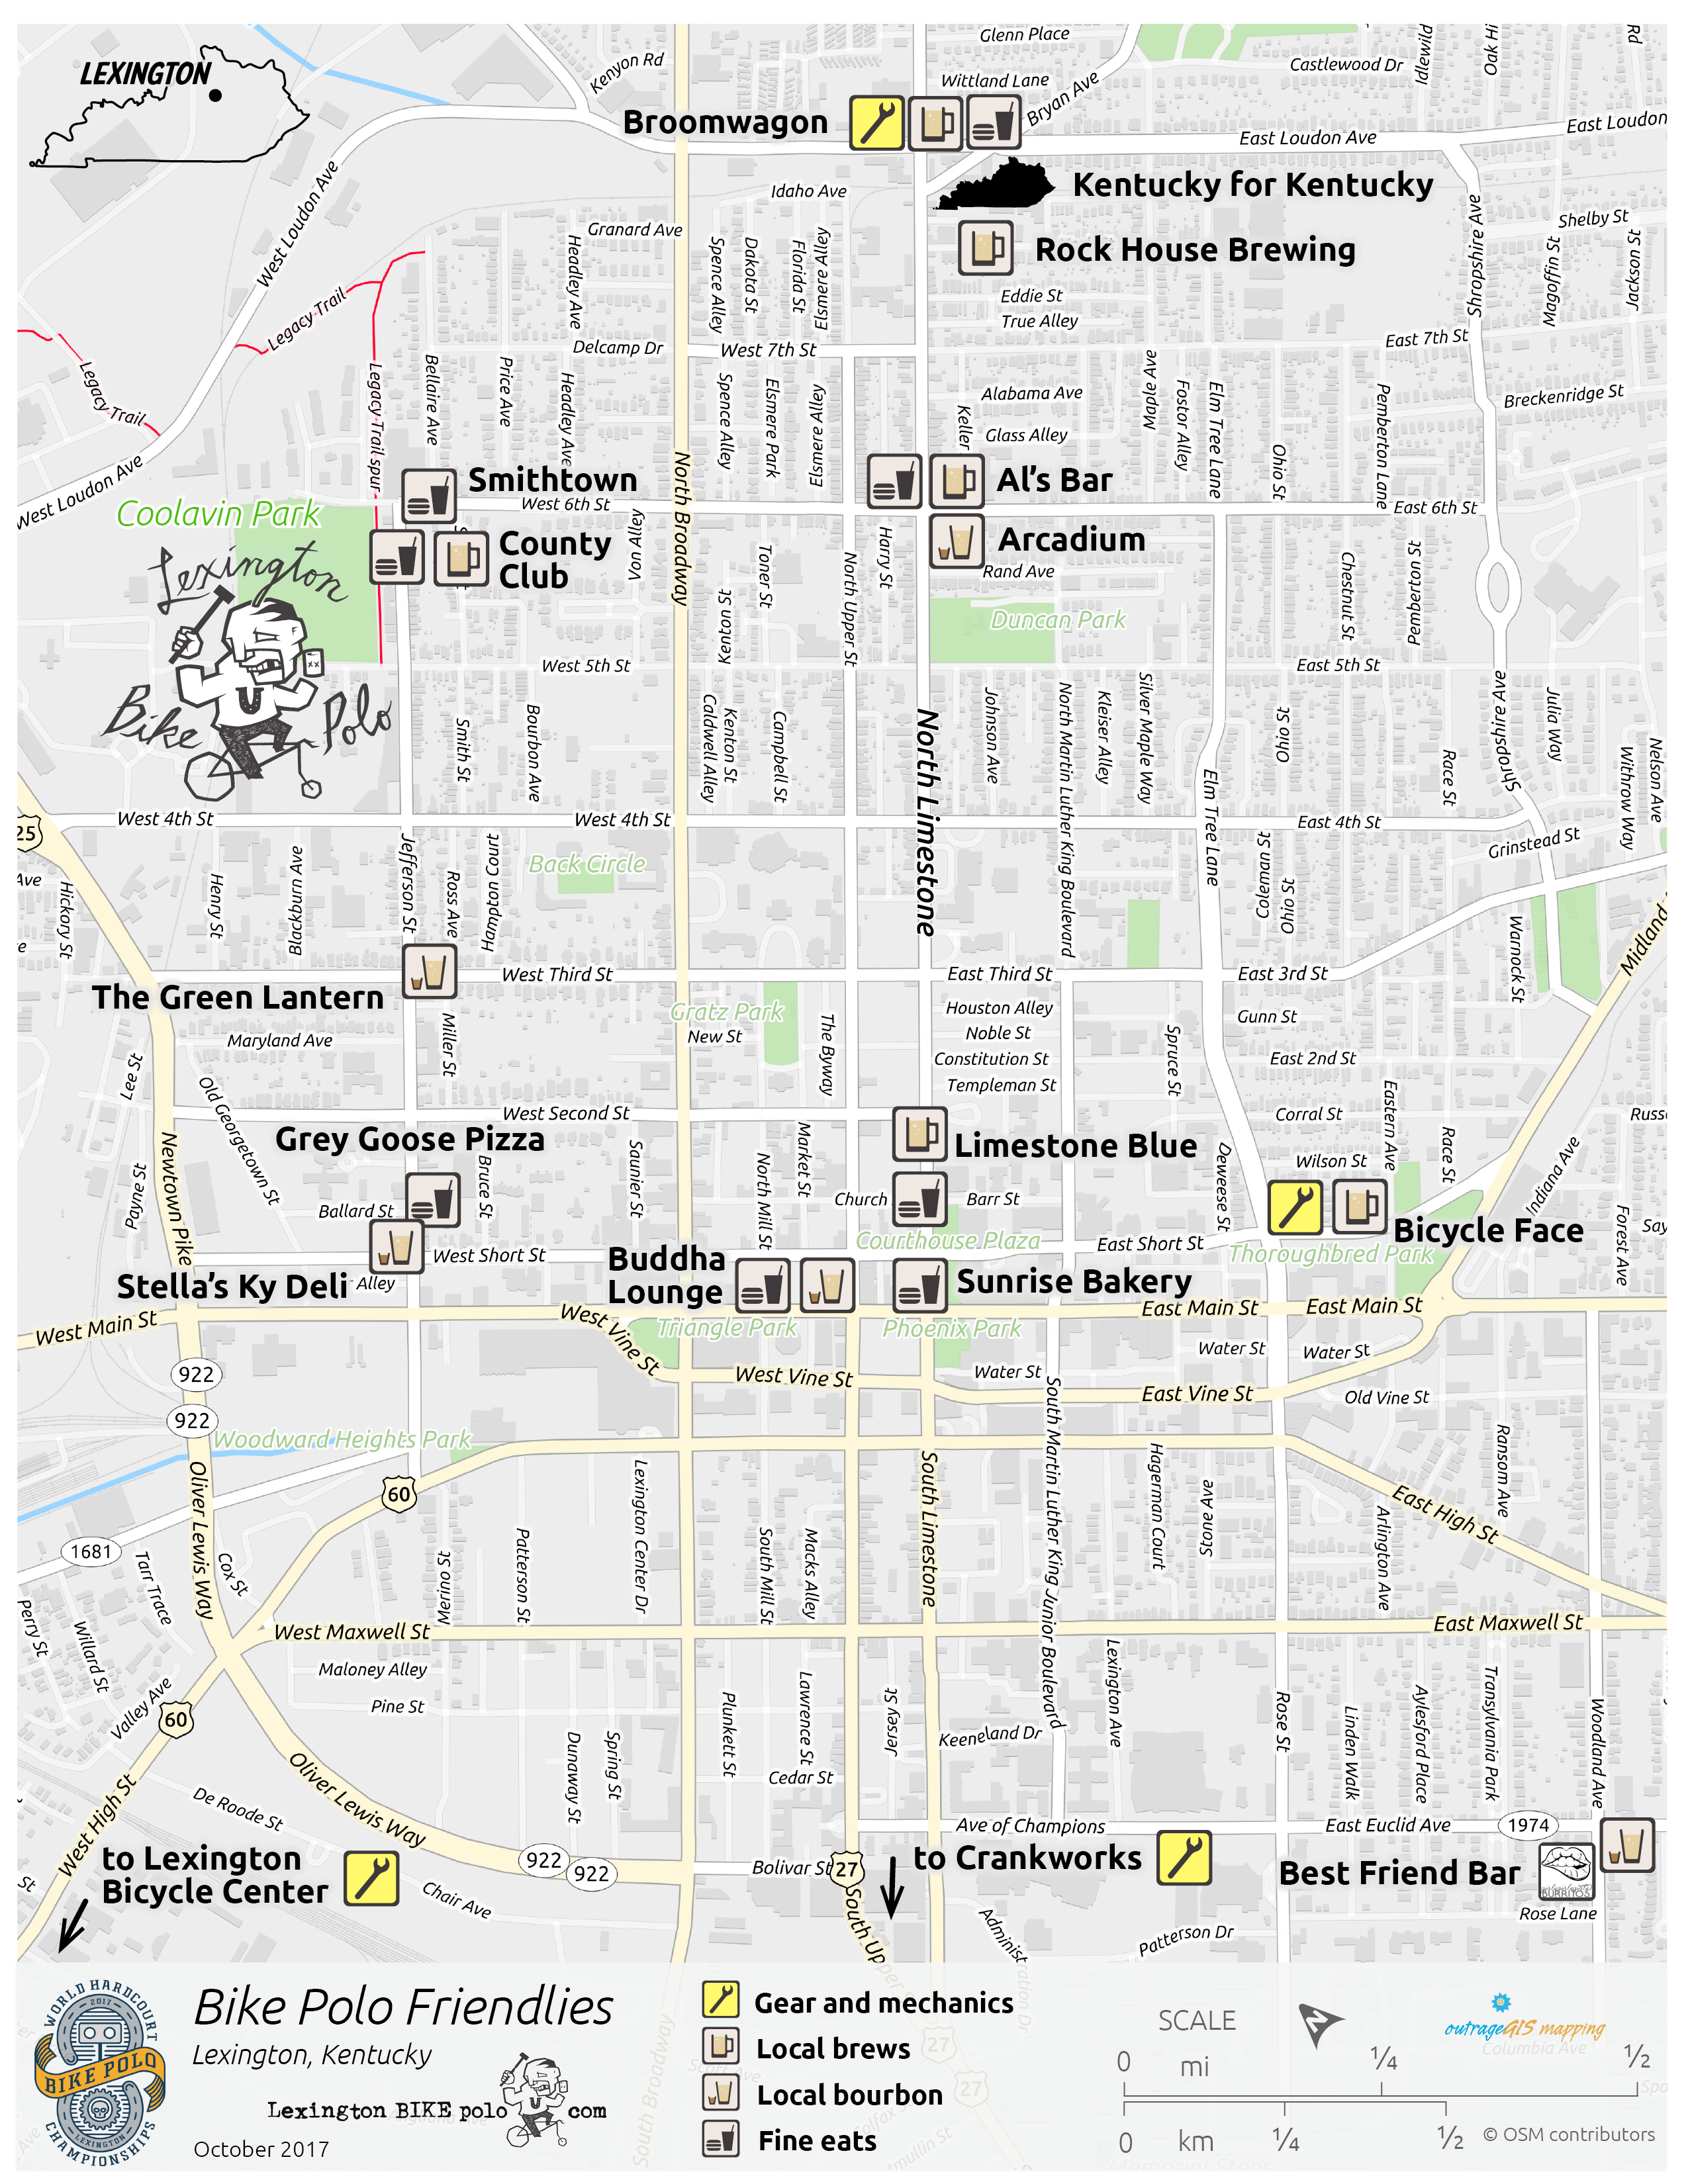 LEXINGTON
Glenn Place
Castlewood Dr
Idlewild
Oak Hi
Rd
Kenyon Rd
Wittland Lane
Bryan Ave
Broomwagon
East Loudon Ave
East Loudon
West Loudon Ave
Idaho Ave
Kentucky for Kentucky
Granard Ave
Shropshire Ave
Shelby St
Rock House Brewing
Headley Ave
Spence Alley
Dakota St
Florida St
Elsmere Alley
Magoffin St
Jackson St
Legacy Trail
Eddie St
True Alley
Delcamp Dr
West 7th St
East 7th St
Legacy Trail
Legacy Trail spur
Bellaire Ave
Price Ave
Headley Ave
Spence Alley
Elsmere Park
Elsmere Alley
Alabama Ave
Keller
Glass Alley
Maple Ave
Fostor Alley
Elm Tree Lane
Ohio St
Pemberton Lane
Breckenridge St
West Loudon Ave
North Broadway
Smithtown
Al's Bar
Coolavin Park
West 6th St
East 6th St
Lexington
Bike
Polo
County
Club
Von Alley
Toner St
Kenton St
North Upper St
Harry St
Arcadium
Rand Ave
Duncan Park
Chestnut St
Pemberton St
West 5th St
East 5th St
Smith St
Bourbon Ave
Caldwell Alley
Kenton St
Campbell St
North Limestone
Johnson Ave
North Martin Luther King Boulevard
Kleiser Alley
Silver Maple Way
Elm Tree Lane
Ohio St
Race St
Shropshire Ave
Julia Way
Withrow Way
Nelson Ave
25
West 4th St
West 4th St
East 4th St
Grinstead St
Ave
Hickory St
Henry St
Blackburn Ave
Jefferson St
Ross Ave
Hampton Court
Back Circle
Colemun St
Ohio St
Warnock St
Midland
West Third St
East Third St
East 3rd St
The Green Lantern
Gratz Park
New St
The Byway
Houston Alley
Noble St
Constitution St
Templeman St
Gunn St
East 2nd St
Spruce St
Maryland Ave
Miller St
Lee St
Old Georgetown St
West Second St
Corral St
Eastern Ave
Race St
Russ
Grey Goose Pizza
Limestone Blue
Newtown Pike
Payne St
Bruce St
Saunier St
North Mill St
Market St
Church
Barr St
Deweese St
Wilson St
Indiana Ave
Forest Ave
Say
Ballard St
Bicycle Face
West Short St
Courthouse Plaza
East Short St
Thoroughbred Park
Stella's Ky Deli
Alley
Buddha
Lounge
Sunrise Bakery
West Main St
West Vine St
Triangle Park
Phoenix Park
East Main St
East Main St
Water St
Water St
Water St
922
West Vine St
East Vine St
Old Vine St
922
Woodward Heights Park
South Martin Luther King Junior Boulevard
Ransom Ave
60
Oliver Lewis Way
Lexington Center Dr
South Limestone
Hagerman Court
Stone Ave
East High St
Arlington Ave
1681
Tarr Trace
Cox St
Merino St
Patterson St
South Mill St
Macks Alley
Perry St
Willard St
West Maxwell St
East Maxwell St
Maloney Alley
Pine St
Valley Ave
60
Lawrence St
Plunkett St
Jersey St
Keeneland Dr
Lexington Ave
Rose St
Linden Walk
Aylesford Place
Transylvania Park
Woodland Ave
Dunaway St
Spring St
Cedar St
West High St
De Roode St
Oliver Lewis Way
Ave of Champions
East Euclid Ave
1974
St
to Lexington
Bicycle Center
922
922
Bolivar St
27
to Crankworks
Best Friend Bar
BURRITOS
Chair Ave
South Upper
Administration Dr
Patterson Dr
Rose Lane
WORLD HARDCOURT
2017
BIKE POLO
LEXINGTON
CHAMPIONSHIPS
Bike Polo Friendlies
Lexington, Kentucky
Lexington BIKE polo com
October 2017
South Broadway
Gear and mechanics
Local brews
Local bourbon
Fine eats
27
27
SCALE
N
outrageGIS mapping
Columbia Ave
0 mi ¼ ½
0 km ¼ ½
© OSM contributors